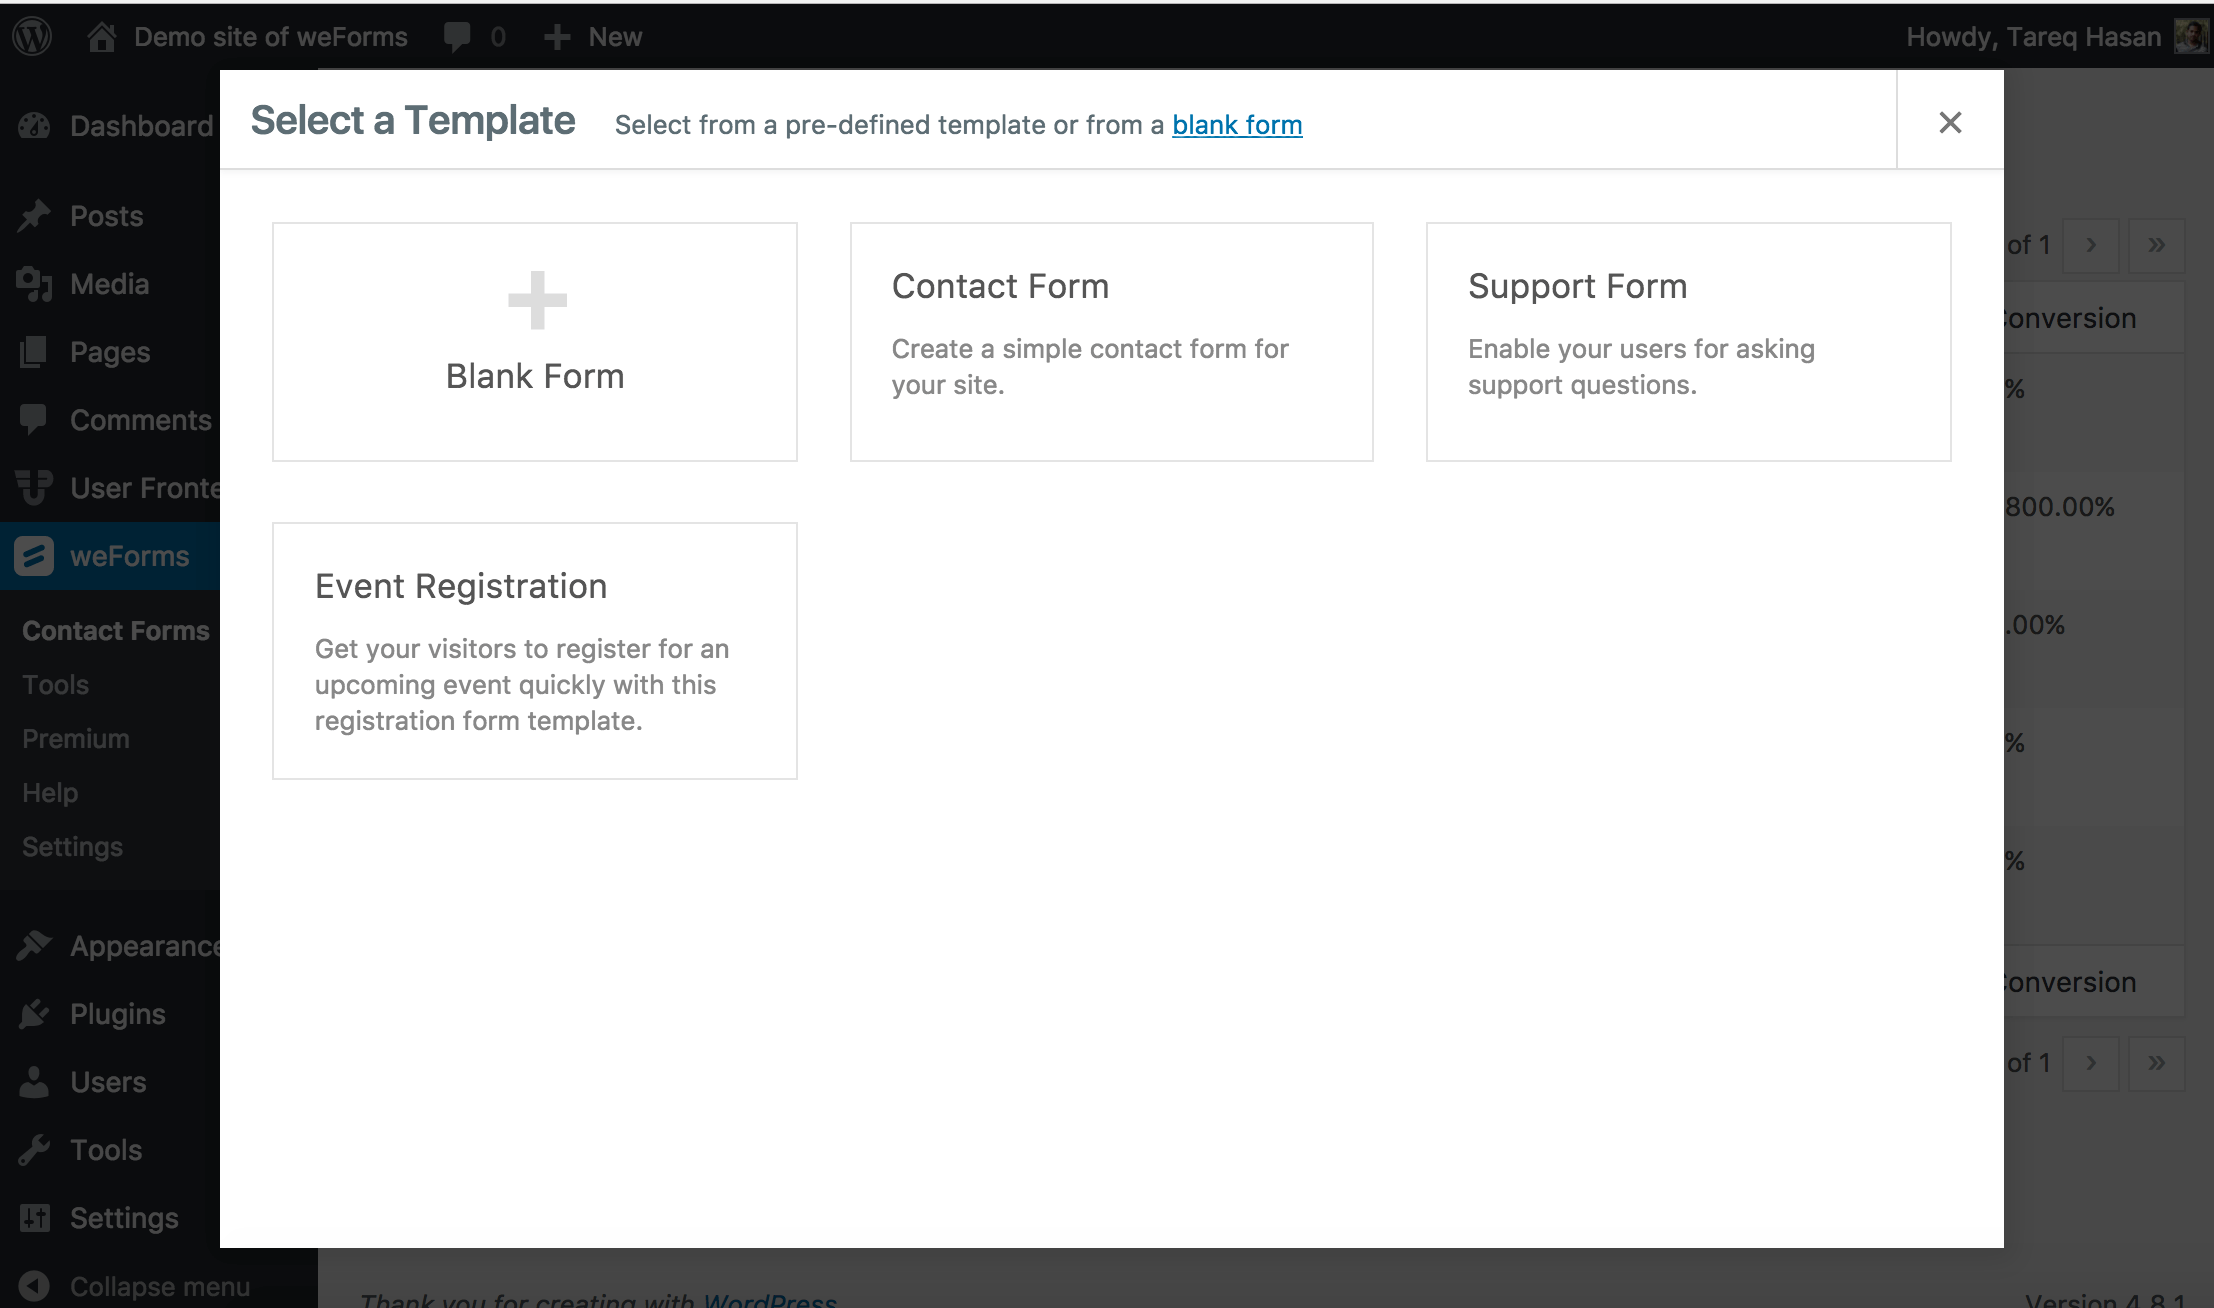 Demo site of weForms 0 New Howdy, Tareq Hasan
Dashboard
Posts
Media
Pages
Comments
User Fronte
weForms
Contact Forms
Tools
Premium
Help
Settings
Appearance
Plugins
Users
Tools
Settings
Collapse menu
Select a Template Select from a pre-defined template or from a blank form
Blank Form
Contact Form
Create a simple contact form for
your site.
Support Form
Enable your users for asking
support questions.
Event Registration
Get your visitors to register for an
upcoming event quickly with this
registration form template.
of 1 › »
onversion
%
800.00%
.00%
%
%
onversion
of 1 › »
Thank you for creating with WordPress
Version 4.8.1